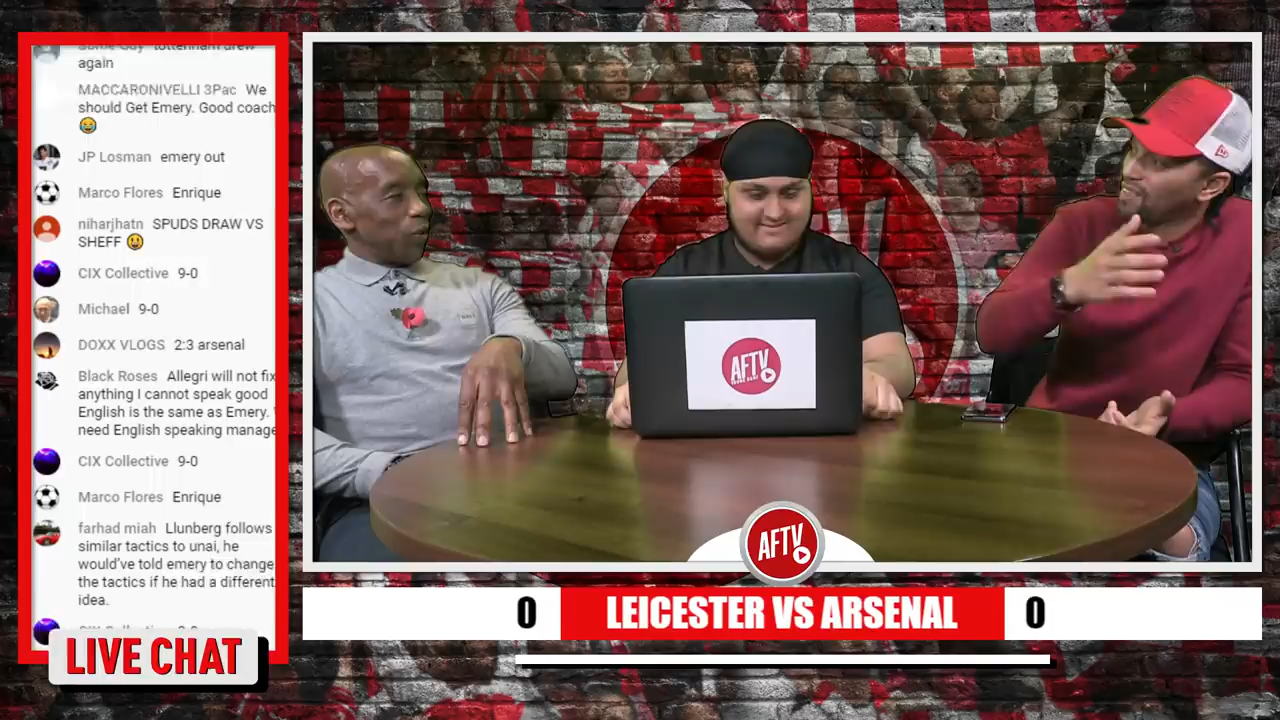 again
MACCARONIVELLI 3Pac We
should Get Emery. Good coach
JP Losman emery out
Marco Flores Enrique
niharjhatn SPUDS DRAW VS
SHEFF
CIX Collective 9-0
Michael 9-0
DOXX VLOGS 2:3 arsenal
Black Roses Allegri will not fix
anything I cannot speak good
English is the same as Emery.
need English speaking manage
CIX Collective 9-0
Marco Flores Enrique
farhad miah Llunberg follows
similar tactics to unai, he
would've told emery to change
the tactics if he had a different
idea.
LIVE CHAT
AFTV
AFTV
0 LEICESTER VS ARSENAL 0